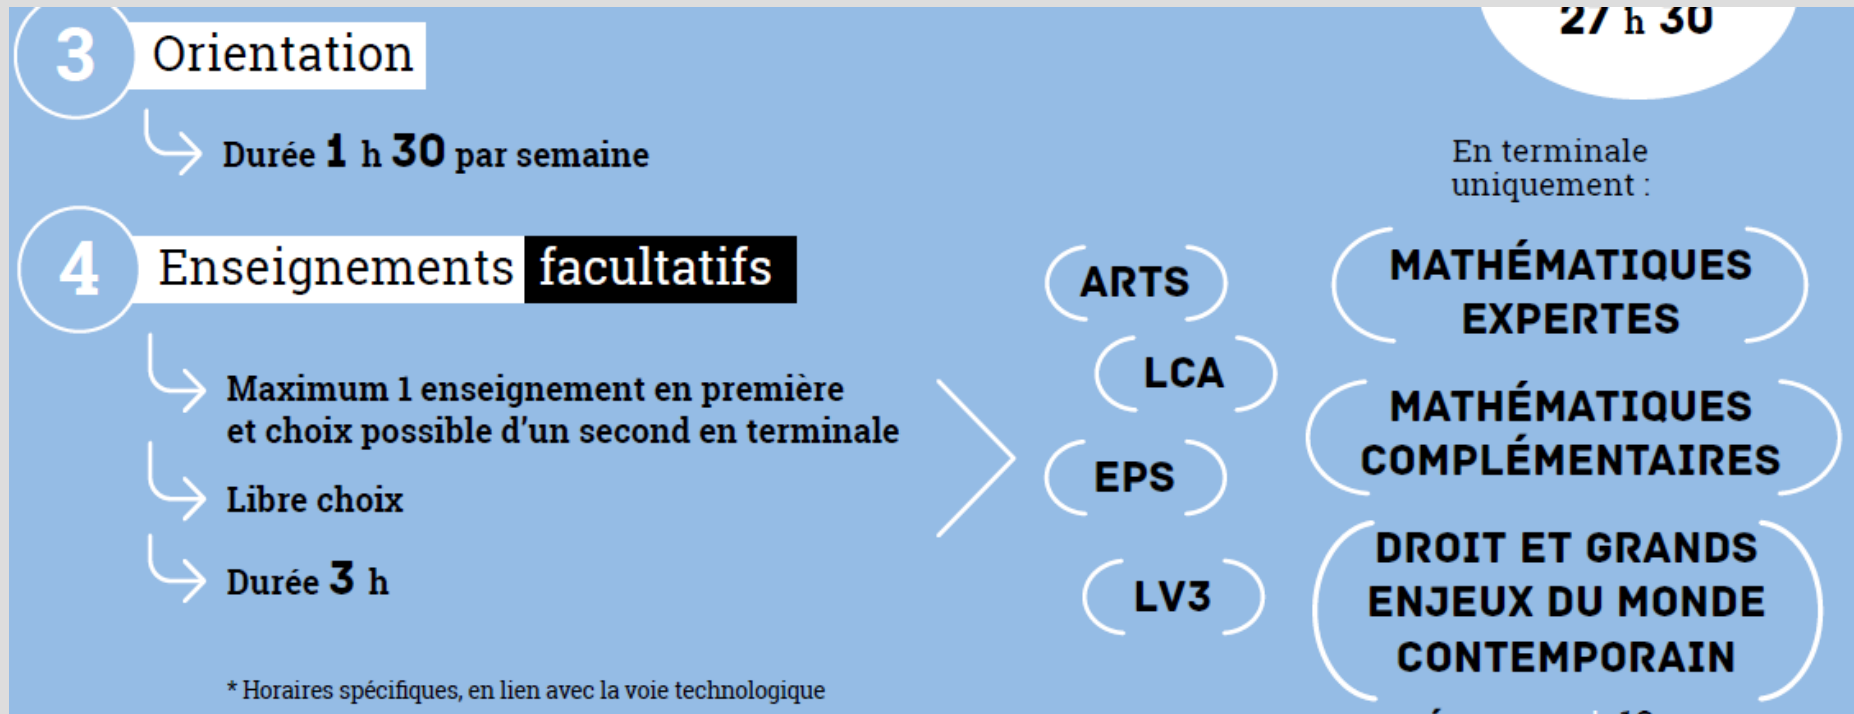 27 h 30
3 Orientation
Durée 1 h 30 par semaine
4 Enseignements facultatifs
Maximum 1 enseignement en première
et choix possible d'un second en terminale
Libre choix
Durée 3 h
* Horaires spécifiques, en lien avec la voie technologique
ARTS
LCA
EPS
LV3
En terminale
uniquement :
MATHÉMATIQUES
EXPERTES
MATHÉMATIQUES
COMPLÉMENTAIRES
DROIT ET GRANDS
ENJEUX DU MONDE
CONTEMPORAIN